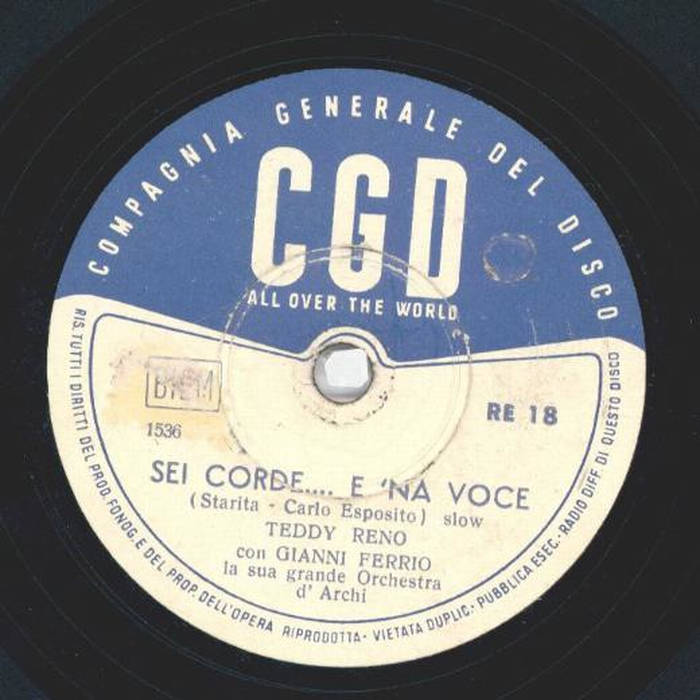 COMPAGNIA GENERALE DEL DISCO
CGD
ALL OVER THE WORLD
BIEM
1536
RE 18
SEI CORDE.... E 'NA VOCE
(Starita - Carlo Esposito) slow
TEDDY RENO
con GIANNI FERRIO
la sua grande Orchestra
d' Archi
RIS. TUTTI I DIRITTI DEL PROD. FONOG. E DEL PROP. DELL'OPERA RIPRODOTTA - VIETATA DUPLIC. - PUBBLICA ESEC. - RADIO DIFF. DI QUESTO DISCO